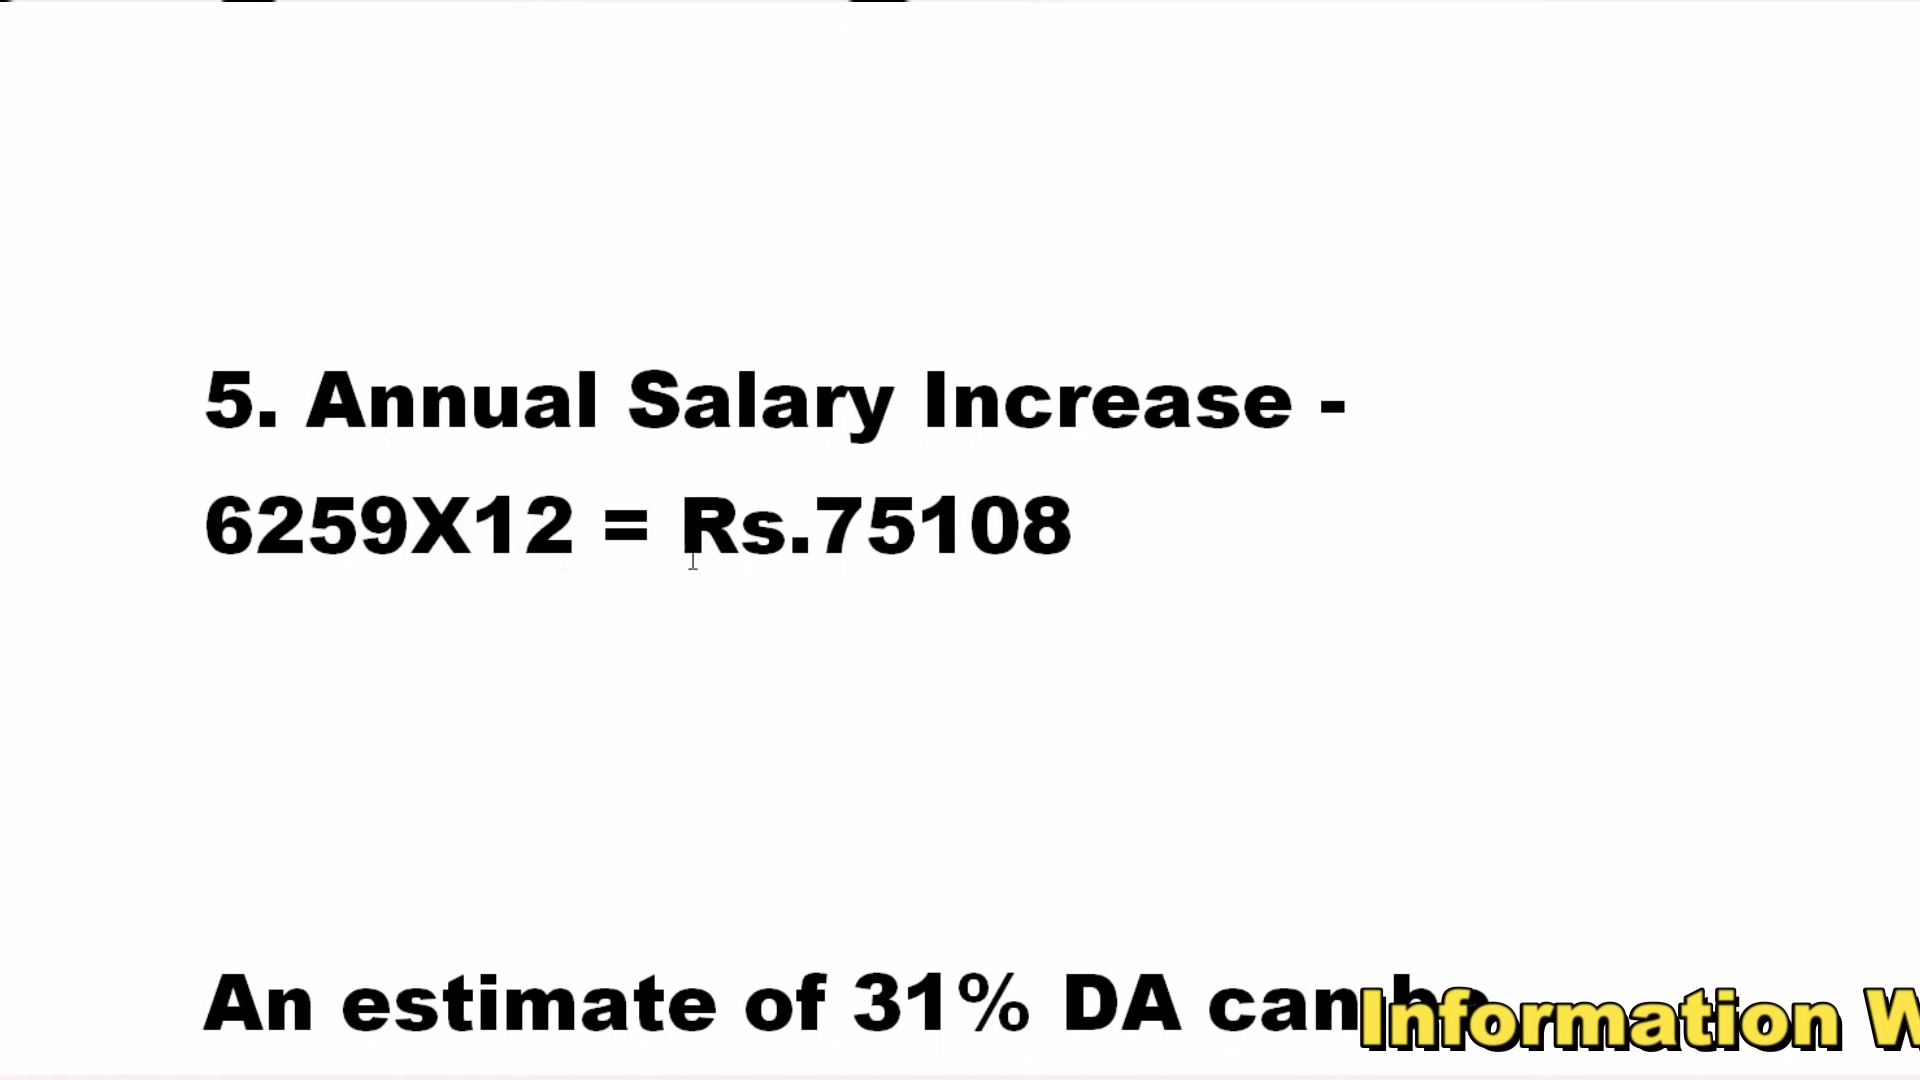 5. Annual Salary Increase -
6259X12 = Rs.75108
An estimate of 31% DA can
Information